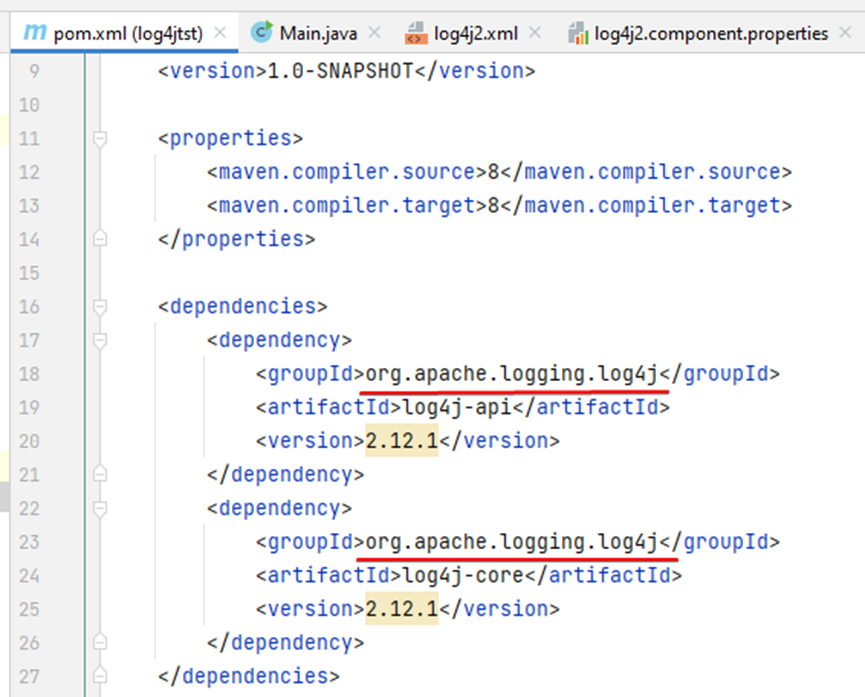 pom.xml (log4jtst) Main.java log4j2.xml log4j2.component.properties
9 <version>1.0-SNAPSHOT</version>
10
11 <properties>
12 <maven.compiler.source>8</maven.compiler.source>
13 <maven.compiler.target>8</maven.compiler.target>
14 </properties>
15
16 <dependencies>
17 <dependency>
18 <groupId>org.apache.logging.log4j</groupId>
19 <artifactId>log4j-api</artifactId>
20 <version>2.12.1</version>
21 </dependency>
22 <dependency>
23 <groupId>org.apache.logging.log4j</groupId>
24 <artifactId>log4j-core</artifactId>
25 <version>2.12.1</version>
26 </dependency>
27 </dependencies>